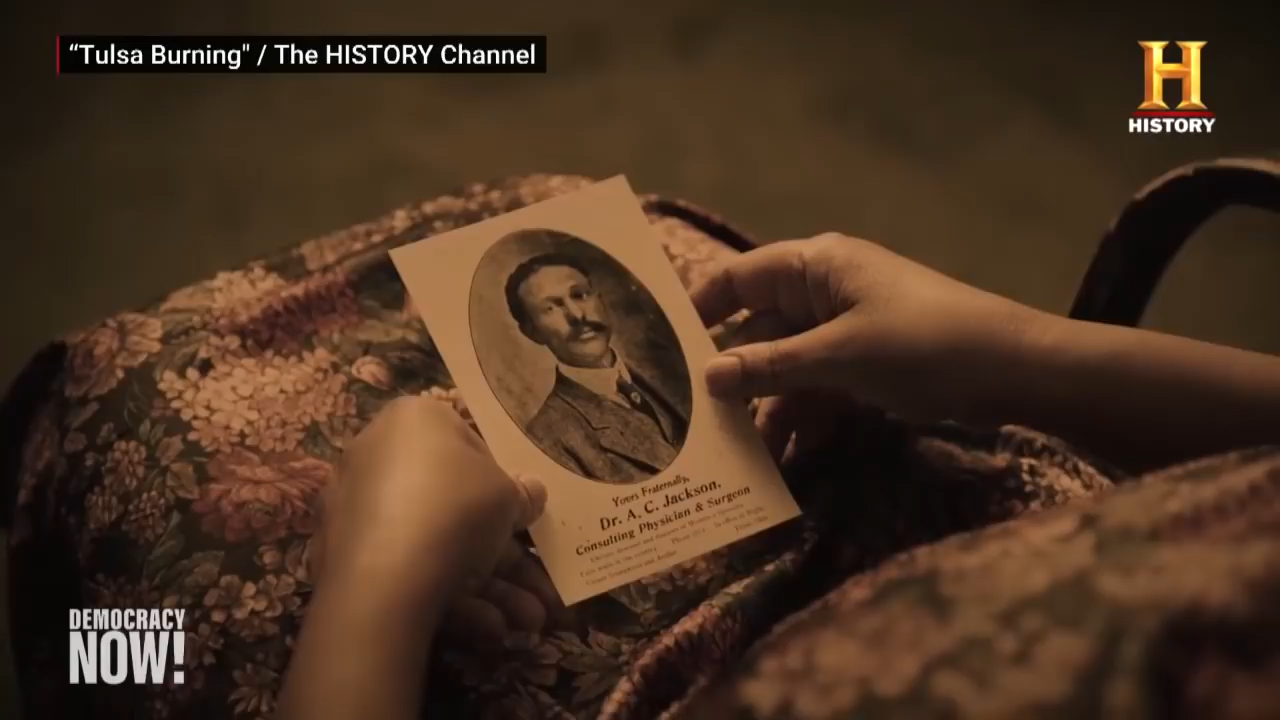 “Tulsa Burning" / The HISTORY Channel
H
HISTORY
Yours Fraternally,
Dr. A. C. Jackson,
Consulting Physician & Surgeon
DEMOCRACY
NOW!